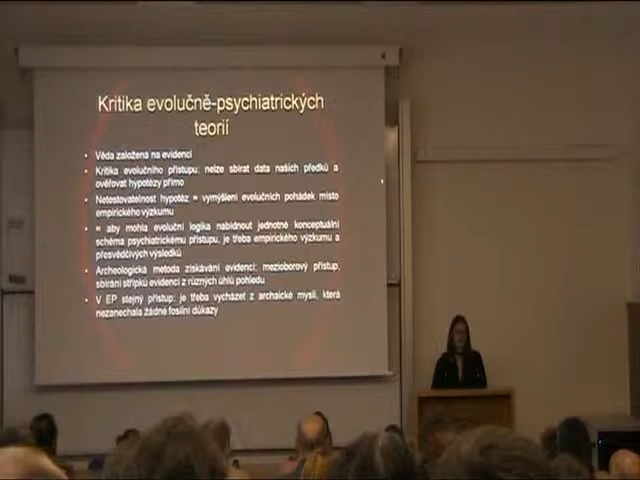 Kritika evolučně-psychiatrických
teorií
Věda založená na evidenci
Kritika evolučního přístupu: nelze sbírat data našich předků a
ověřovat hypotézy přímo
Netestovatelnost hypotéz = vymýšlení evolučních pohádek místo
empirického výzkumu
= aby mohla evoluční logika nabídnout jednotné konceptuální
schéma psychiatrickému přístupu, je třeba empirického výzkumu a
přesvědčivých výsledků
Archeologická metoda získávání evidencí: mezioborový přístup,
sbírání střípků evidencí z různých úhlů pohledu
V EP stejný přístup: je třeba vycházet z archaické mysli, která
nezanechala žádné fosilní důkazy